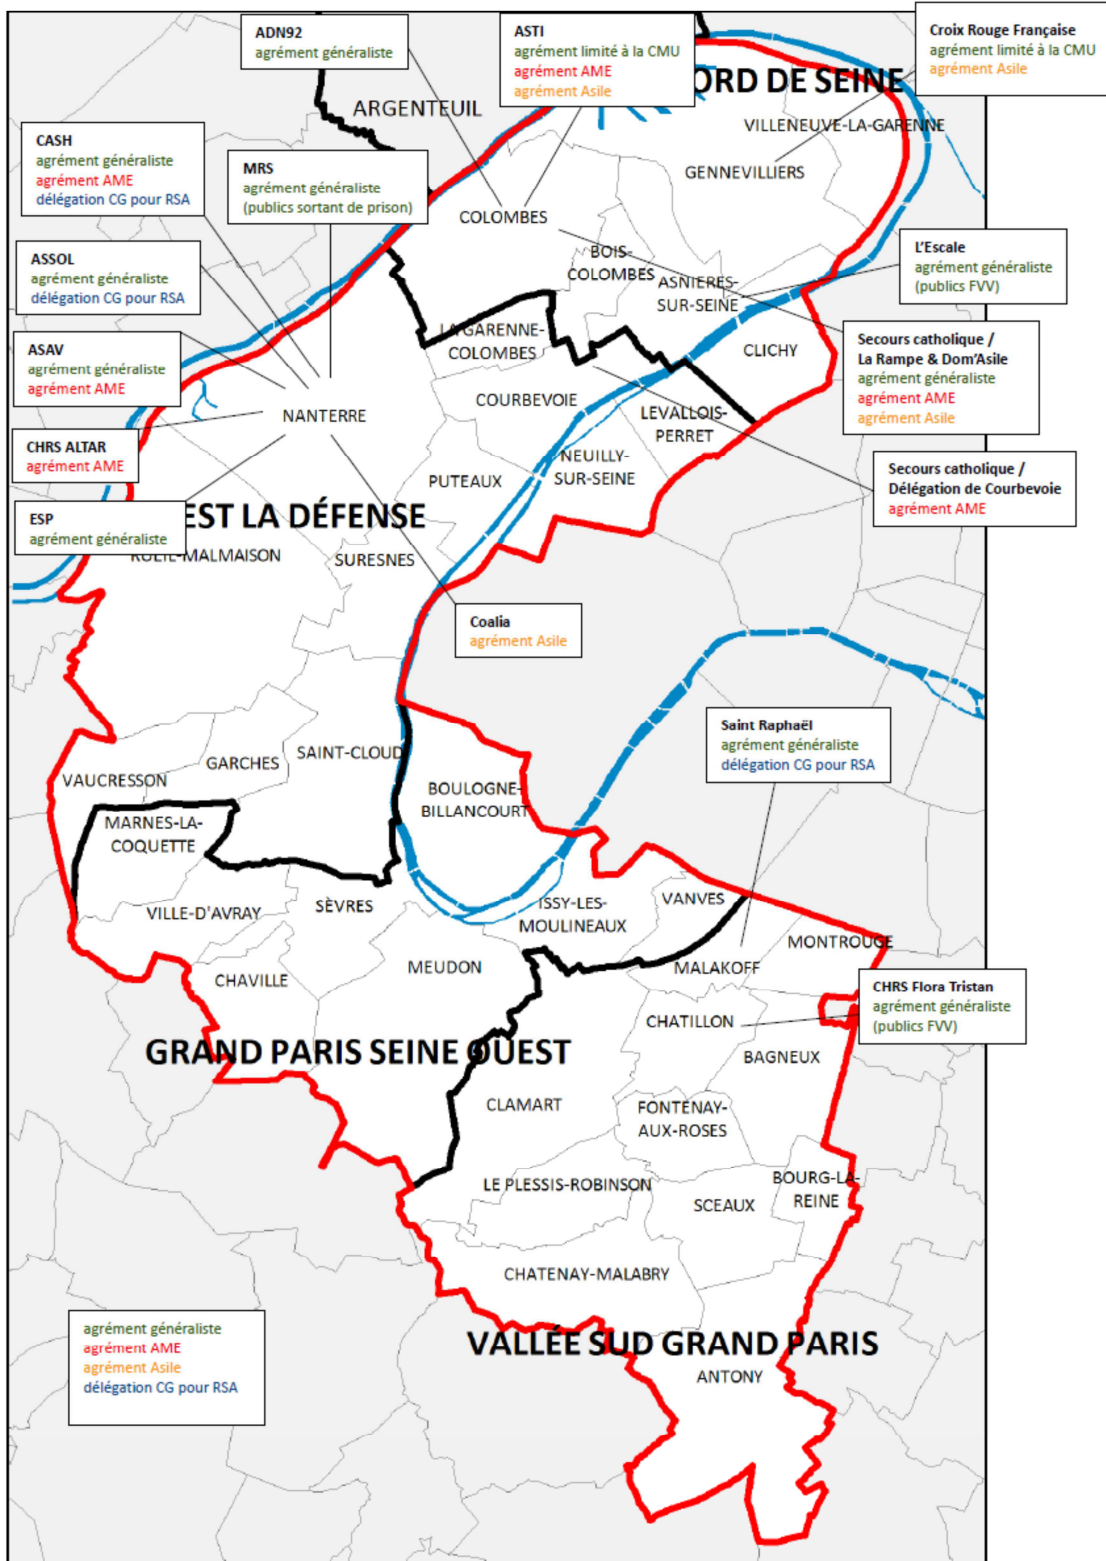 ADN92
agrément généraliste
ASTI
agrément limité à la CMU
agrément AME
agrément Asile
Croix Rouge Française
agrément limité à la CMU
agrément Asile
ORD DE SEINE
ARGENTEUIL
VILLENEUVE-LA-GARENNE
CASH
agrément généraliste
agrément AME
délégation CG pour RSA
MRS
agrément généraliste
(publics sortant de prison)
GENNEVILLIERS
COLOMBES
ASSOL
agrément généraliste
délégation CG pour RSA
BOIS-
COLOMBES
ASNIERES-
SUR-SEINE
L'Escale
agrément généraliste
(publics FVV)
ASAV
agrément généraliste
agrément AME
LA GARENNE-
COLOMBES
CLICHY
Secours catholique /
La Rampe & Dom'Asile
agrément généraliste
agrément AME
agrément Asile
NANTERRE
COURBEVOIE
LEVALLOIS-
PERRET
CHRS ALTAR
agrément AME
PUTEAUX
NEUILLY-
SUR-SEINE
Secours catholique /
Délégation de Courbevoie
agrément AME
ESP
agrément généraliste
EST LA DÉFENSE
RUEIL-MALMAISON
SURESNES
Coalia
agrément Asile
Saint Raphaël
agrément généraliste
délégation CG pour RSA
VAUCRESSON
GARCHES
SAINT-CLOUD
BOULOGNE-
BILLANCOURT
MARNES-LA-
COQUETTE
VILLE-D'AVRAY
SÈVRES
ISSY-LES-
MOULINEAUX
VANVES
MONTROUGE
CHAVILLE
MEUDON
MALAKOFF
CHRS Flora Tristan
agrément généraliste
(publics FVV)
CHATILLON
GRAND PARIS SEINE OUEST
BAGNEUX
CLAMART
FONTENAY-
AUX-ROSES
LE PLESSIS-ROBINSON
SCEAUX
BOURG-LA-
REINE
CHATENAY-MALABRY
agrément généraliste
agrément AME
agrément Asile
délégation CG pour RSA
VALLÉE SUD GRAND PARIS
ANTONY